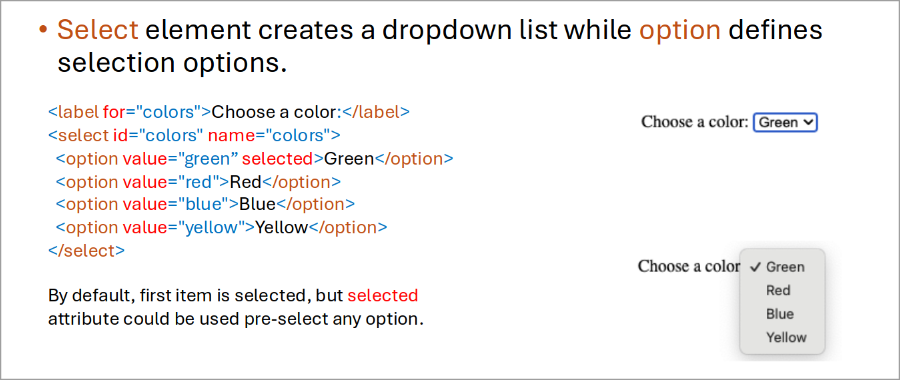 • Select element creates a dropdown list while option defines
selection options.
<label for="colors">Choose a color:</label>
<select id="colors" name="colors">
<option value="green” selected>Green</option>
<option value="red">Red</option>
<option value="blue">Blue</option>
<option value="yellow">Yellow</option>
</select>
By default, first item is selected, but selected
attribute could be used pre-select any option.
Choose a color: Green
Choose a color ✓ Green
Red
Blue
Yellow